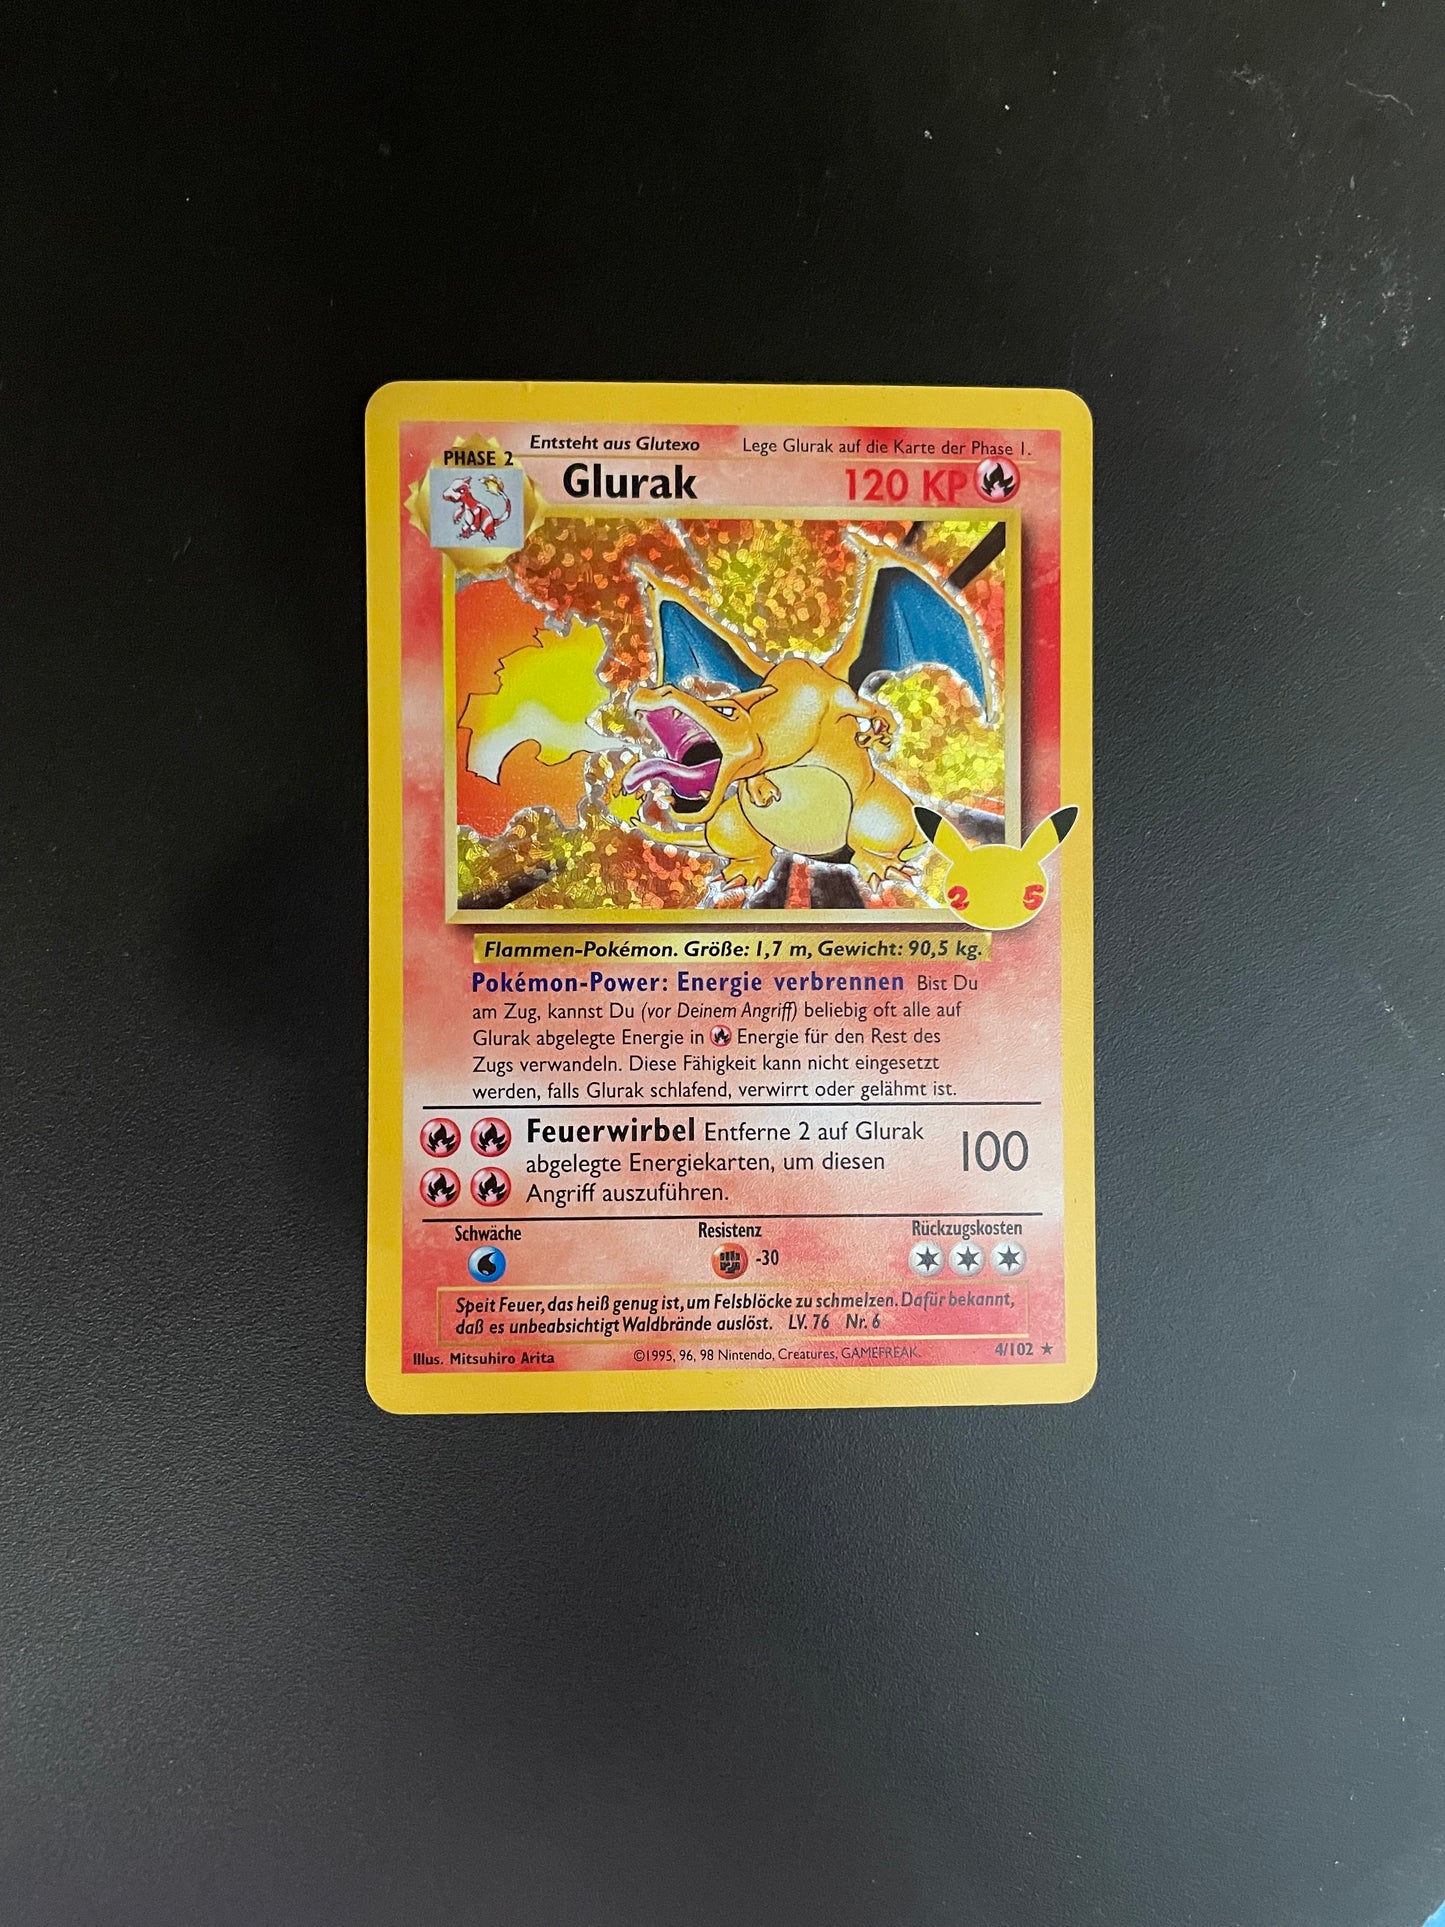 Entsteht aus Glutexo Lege Glurak auf die Karte der Phase 1.
PHASE 2
Glurak 120 KP
25
Flammen-Pokémon. Größe: 1,7 m, Gewicht: 90,5 kg.
Pokémon-Power: Energie verbrennen Bist Du
am Zug, kannst Du (vor Deinem Angriff) beliebig oft alle auf
Glurak abgelegte Energie in Energie für den Rest des
Zugs verwandeln. Diese Fähigkeit kann nicht eingesetzt
werden, falls Glurak schlafend, verwirrt oder gelähmt ist.
Feuerwirbel Entferne 2 auf Glurak
abgelegte Energiekarten, um diesen
Angriff auszuführen.
100
Schwäche Resistenz Rückzugskosten
-30
Speit Feuer, das heiß genug ist, um Felsblöcke zu schmelzen. Dafür bekannt,
daß es unbeabsichtigt Waldbrände auslöst. LV. 76 Nr. 6
Illus. Mitsuhiro Arita ©1995, 96, 98 Nintendo, Creatures, GAMEFREAK. 4/102 ★